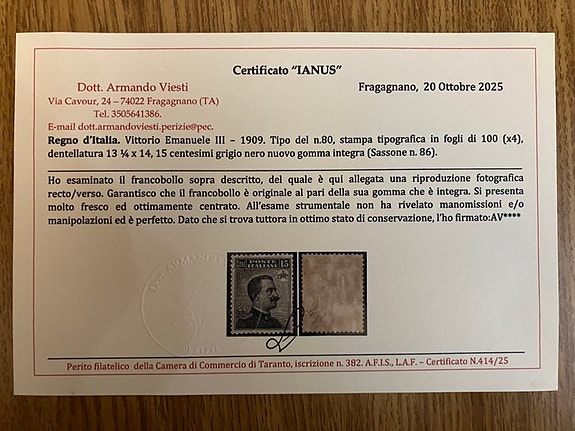 Certificato "IANUS"
Dott. Armando Viesti
Fragagnano, 20 Ottobre 2025
Via Cavour, 24 – 74022 Fragagnano (TA)
Tel. 3505641386.
E-mail dott.armandoviesti.perizie@pec.
Regno d'Italia. Vittorio Emanuele III – 1909. Tipo del n.80, stampa tipografica in fogli di 100 (x4),
dentellatura 13 ¼ x 14, 15 centesimi grigio nero nuovo gomma integra (Sassone n. 86).
Ho esaminato il francobollo sopra descritto, del quale è qui allegata una riproduzione fotografica
recto/verso. Garantisco che il francobollo è originale al pari della sua gomma che è integra. Si presenta
molto fresco ed ottimamente centrato. All'esame strumentale non ha rivelato manomissioni e/o
manipolazioni ed è perfetto. Dato che si trova tuttora in ottimo stato di conservazione, l'ho firmato:AV****
POSTE
ITALIANE
15
Perito filatelico della Camera di Commercio di Taranto, iscrizione n. 382. A.F.I.S., L.A.F. – Certificato N.414/25